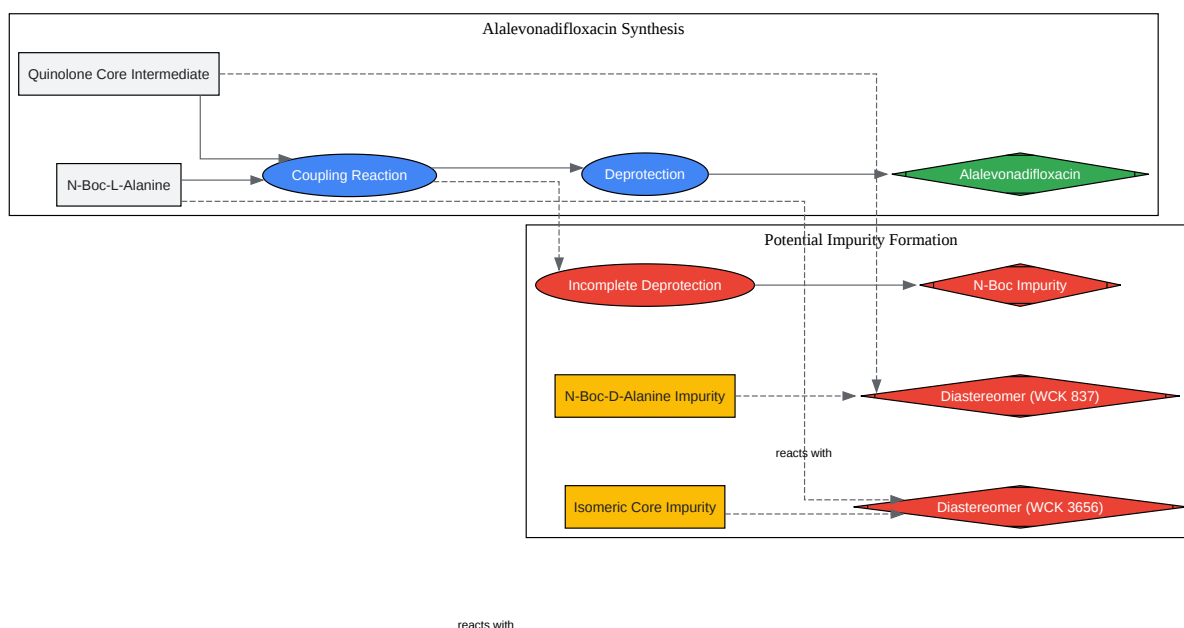 Alalevonadifloxacin Synthesis
Quinolone Core Intermediate
N-Boc-L-Alanine
Coupling Reaction
Deprotection
Alalevonadifloxacin
Potential Impurity Formation
Incomplete Deprotection
N-Boc Impurity
N-Boc-D-Alanine Impurity
Diastereomer (WCK 837)
reacts with
Isomeric Core Impurity
Diastereomer (WCK 3656)
reacts with